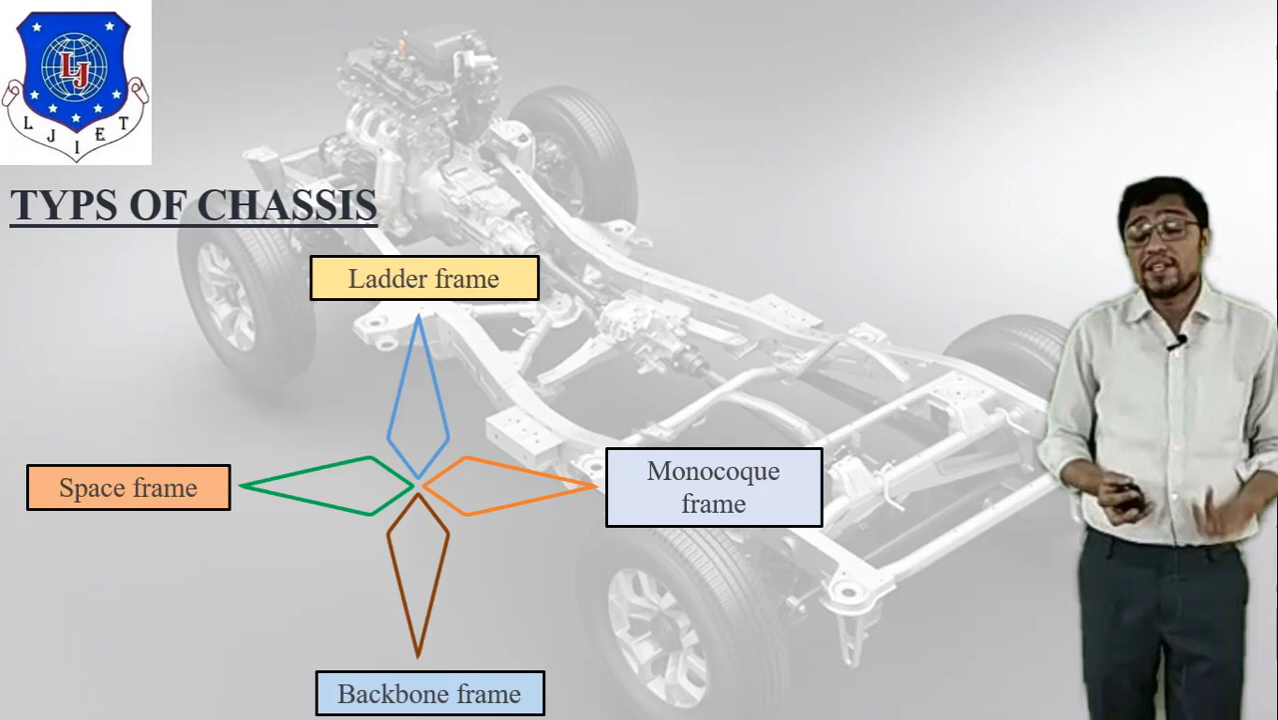 LJ
L J I E T
TYPS OF CHASSIS
Ladder frame
Space frame
Monocoque
frame
Backbone frame